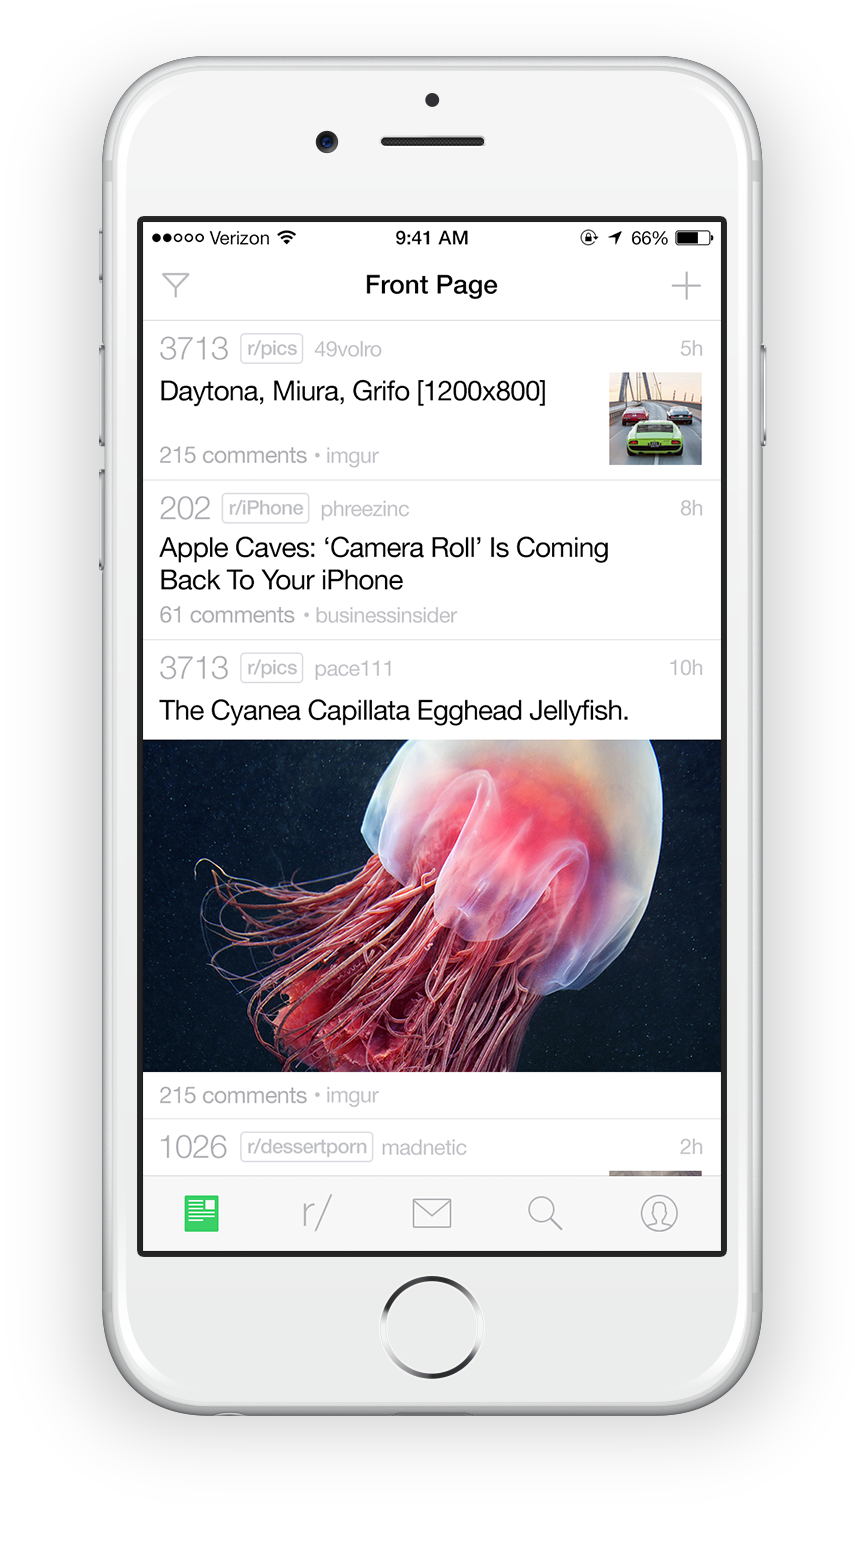 Verizon 9:41 AM 66%
Front Page
3713 r/pics 49volro 5h
Daytona, Miura, Grifo [1200x800]
215 comments • imgur
202 r/iPhone phreezinc 8h
Apple Caves: ‘Camera Roll’ Is Coming
Back To Your iPhone
61 comments • businessinsider
3713 r/pics pace111 10h
The Cyanea Capillata Egghead Jellyfish.
215 comments • imgur
1026 r/dessertporn madnetic 2h
r/